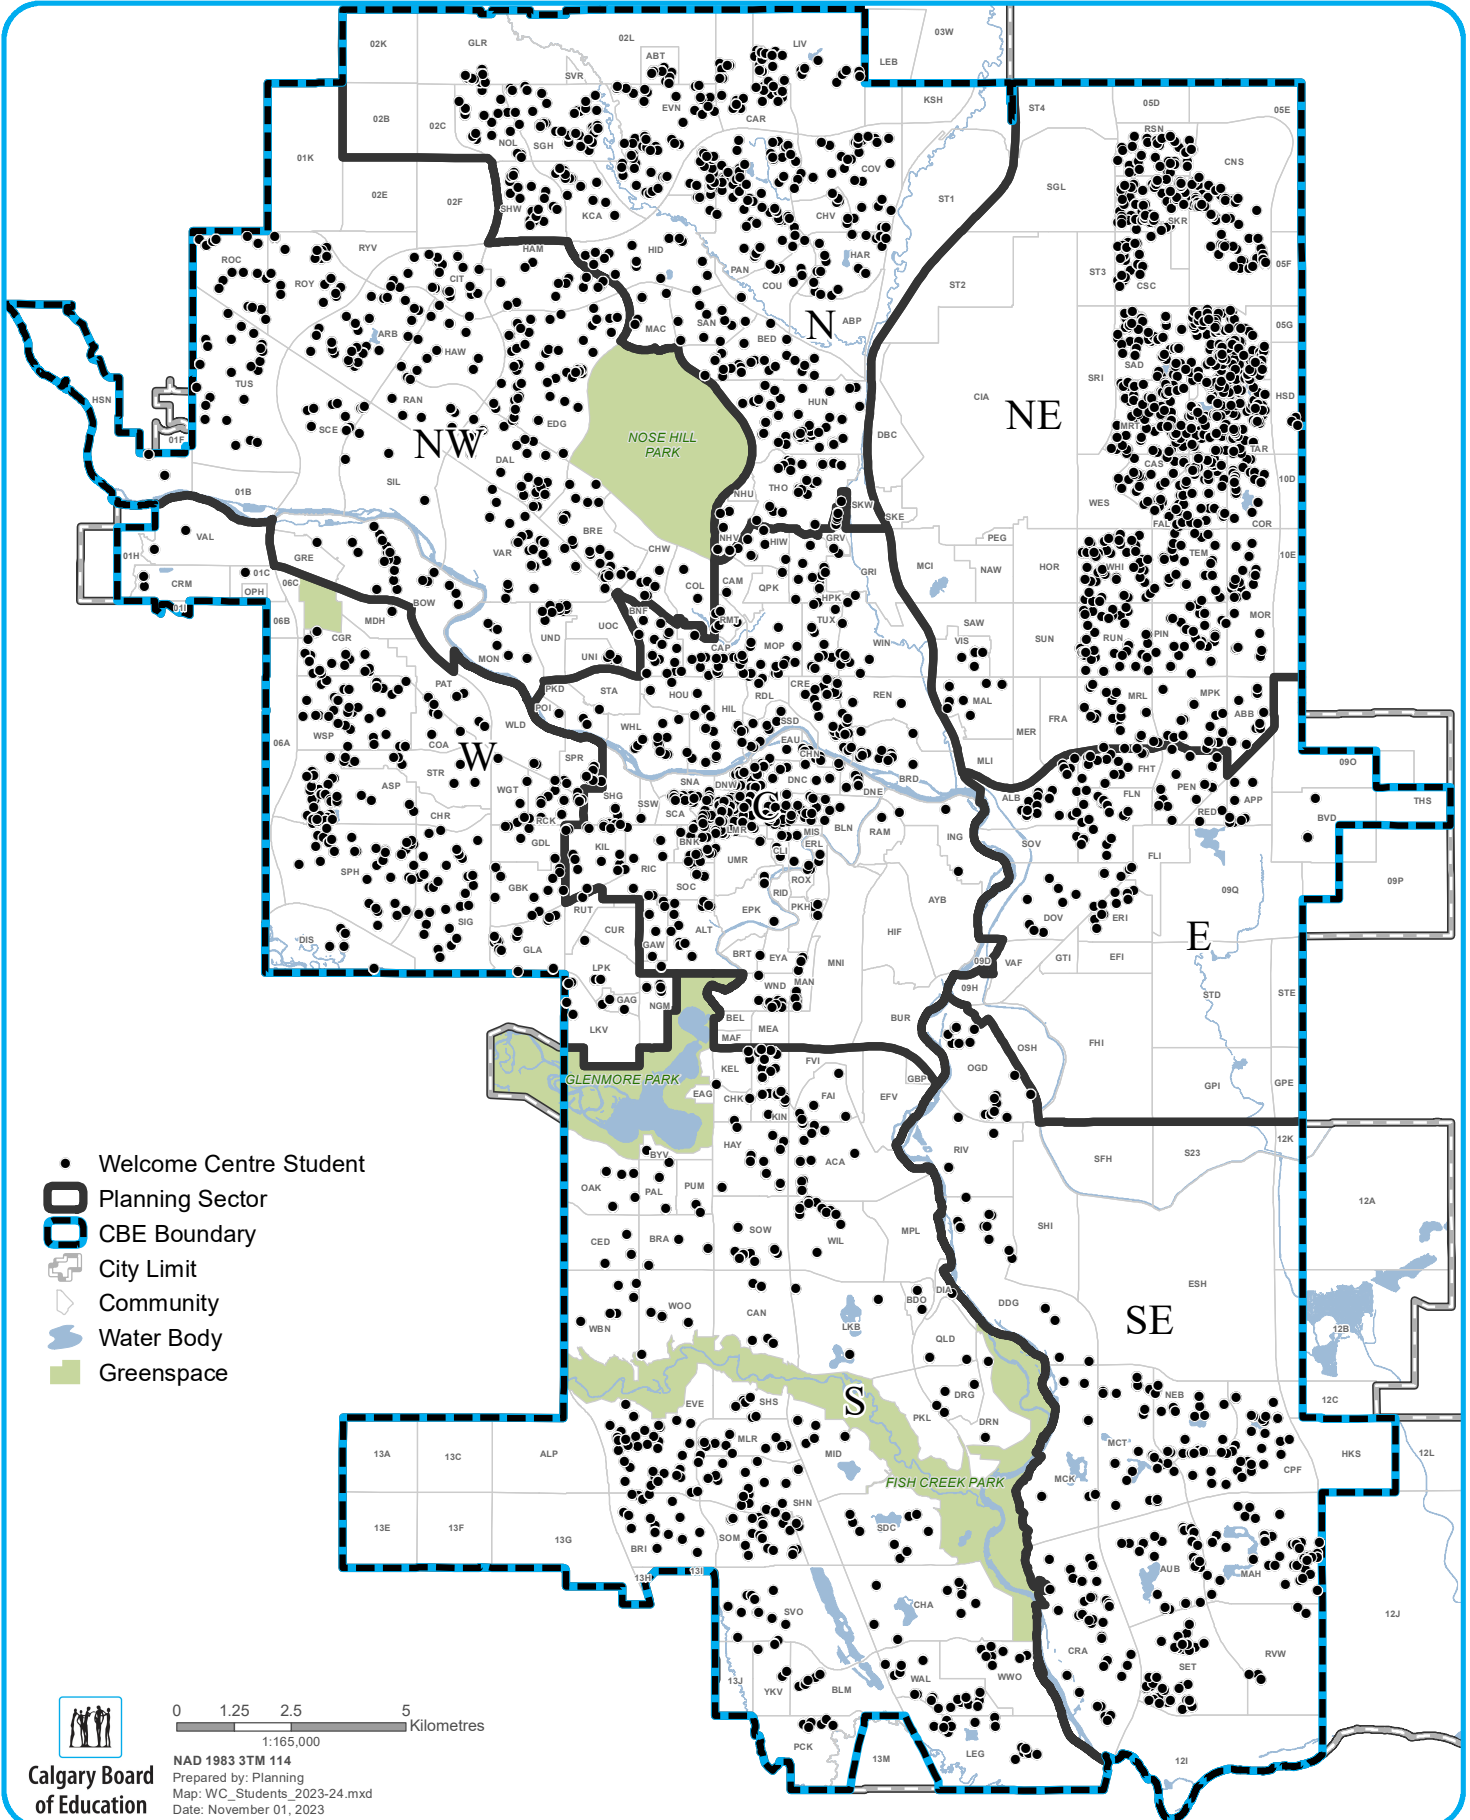 02K
GLR
02L
LIV
03W
ABT
SVR
LEB
KSH
ST4
05D
05E
EVN
02B
02C
CAR
RSN
NOL
SGH
01K
CNS
COV
02E
02F
SGL
ST1
SHW
KCA
CHV
SKR
RYV
HAM
HID
HAR
ROC
PAN
ST3
05F
ROY
CIT
COU
ST2
CSC
ABP
N
MAC
SAN
05G
ARB
BED
HAW
SAD
SRI
TUS
HSN
RAN
HUN
CIA
NE
HSD
01F
SCE
NW
EDG
NOSE HILL
PARK
DBC
MRT
TAR
DAL
CAS
SIL
THO
10D
01B
NHU
SKW
WES
SKE
FAL
COR
VAL
BRE
NHV
HIW
GRV
PEG
01H
GRE
VAR
CHW
TEM
10E
01C
CRM
06C
COL
CAM
QPK
GRI
MCI
NAW
HOR
WHI
OPH
HPK
01I
BOW
BNF
MOR
06B
MDH
UOC
RMT
TUX
SAW
CGR
UND
CAP
MOP
WIN
VIS
SUN
RUN
PIN
MON
UNI
PAT
PKD
STA
HOU
RDL
CRE
REN
MAL
MRL
MPK
POI
HIL
ABB
WSP
WLD
WHL
SSD
FRA
06A
COA
W
SPR
EAU
MER
CHN
MLI
09O
STR
SNA
DNW
DNC
BRD
FHT
ASP
WGT
SHG
SSW
C
DNE
ALB
FLN
PEN
APP
THS
CHR
RCK
SCA
LMR
MIS
BLN
RAM
ING
RED
BVD
GDL
KIL
BNK
CLI
ERL
SOV
SPH
RIC
UMR
FLI
GBK
SOC
RID
ROX
09Q
09P
RUT
EPK
PKH
AYB
SIG
CUR
ALT
DOV
ERI
DIS
GLA
GAW
HIF
E
BRT
EYA
MNI
09D
VAF
GTI
EFI
LPK
WND
MAN
09H
STD
STE
GAG
NGM
BEL
BUR
LKV
MAF
MEA
OSH
FHI
KEL
FVI
OGD
GLENMORE PARK
GBP
GPI
GPE
EAG
CHK
FAI
EFV
KIN
HAY
12K
BYV
ACA
RIV
SFH
S23
OAK
PAL
PUM
12A
SOW
MPL
SHI
CED
BRA
WIL
ESH
DIA
WOO
BDO
DDG
CAN
LKB
SE
12B
WBN
QLD
EVE
SHS
S
DRG
NEB
12C
PKL
DRN
MLR
MCT
13A
13C
ALP
MID
HKS
12L
CPF
FISH CREEK PARK
MCK
13E
13F
SHN
13G
SOM
SDC
BRI
13H
13I
AUB
MAH
SVO
CHA
12J
CRA
RVW
SET
13J
WAL
WWO
YKV
BLM
PCK
13M
LEG
12I
Welcome Centre Student
Planning Sector
CBE Boundary
City Limit
Community
Water Body
Greenspace
0 1.25 2.5 5
Kilometres
1:165,000
NAD 1983 3TM 114
Prepared by: Planning
Map: WC_Students_2023-24.mxd
Date: November 01, 2023
Calgary Board
of Education